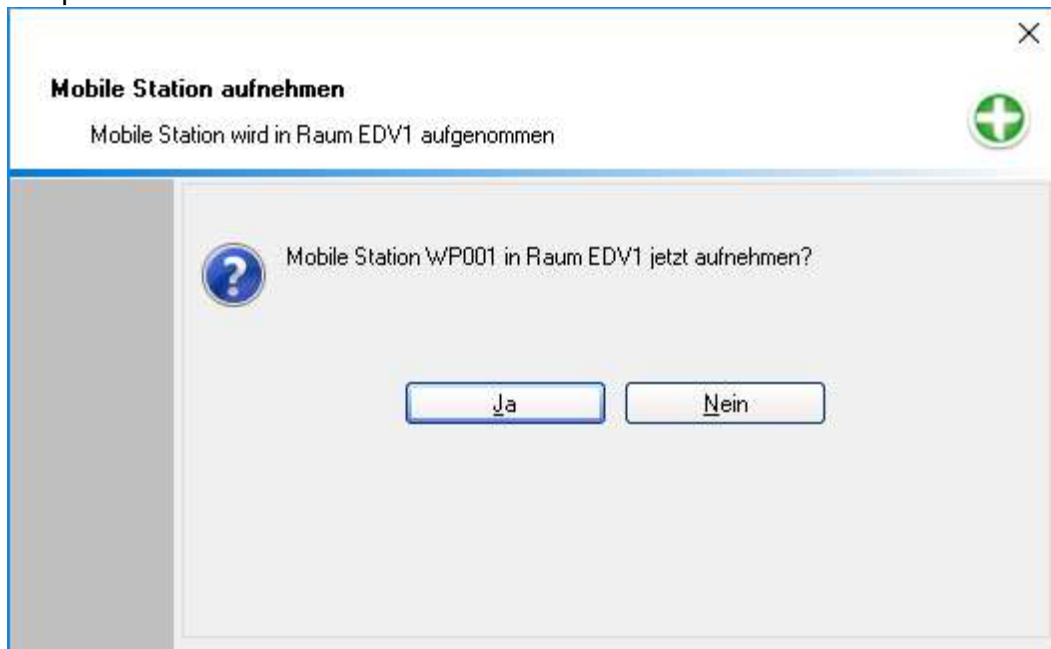 Mobile Station aufnehmen
Mobile Station wird in Raum EDV1 aufgenommen
Mobile Station WP001 in Raum EDV1 jetzt aufnehmen?
Ja
Nein